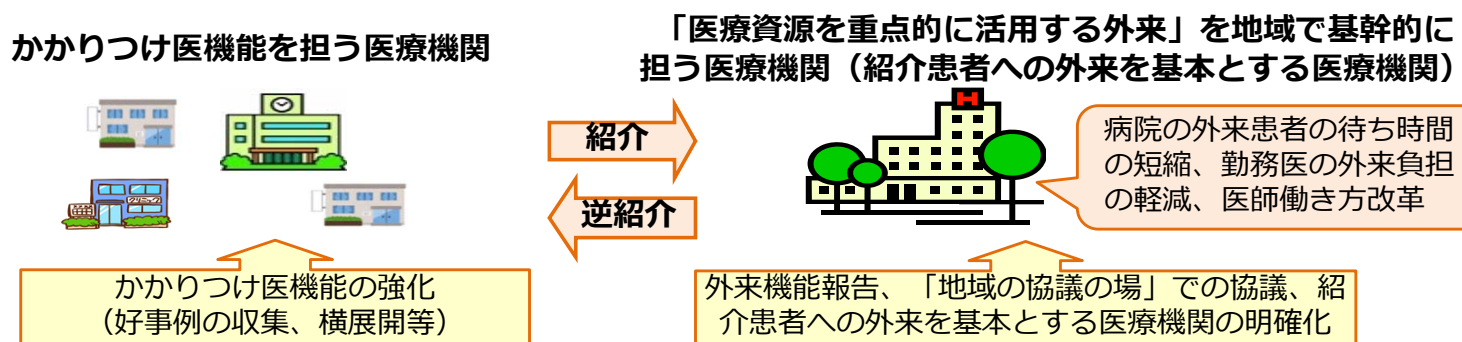 かかりつけ医機能を担う医療機関
「医療資源を重点的に活用する外来」を地域で基幹的に
担う医療機関（紹介患者への外来を基本とする医療機関）
紹介
逆紹介
H
クリニック
病院の外来患者の待ち時間
の短縮、勤務医の外来負担
の軽減、医師働き方改革
かかりつけ医機能の強化
（好事例の収集、横展開等）
外来機能報告、「地域の協議の場」での協議、紹
介患者への外来を基本とする医療機関の明確化